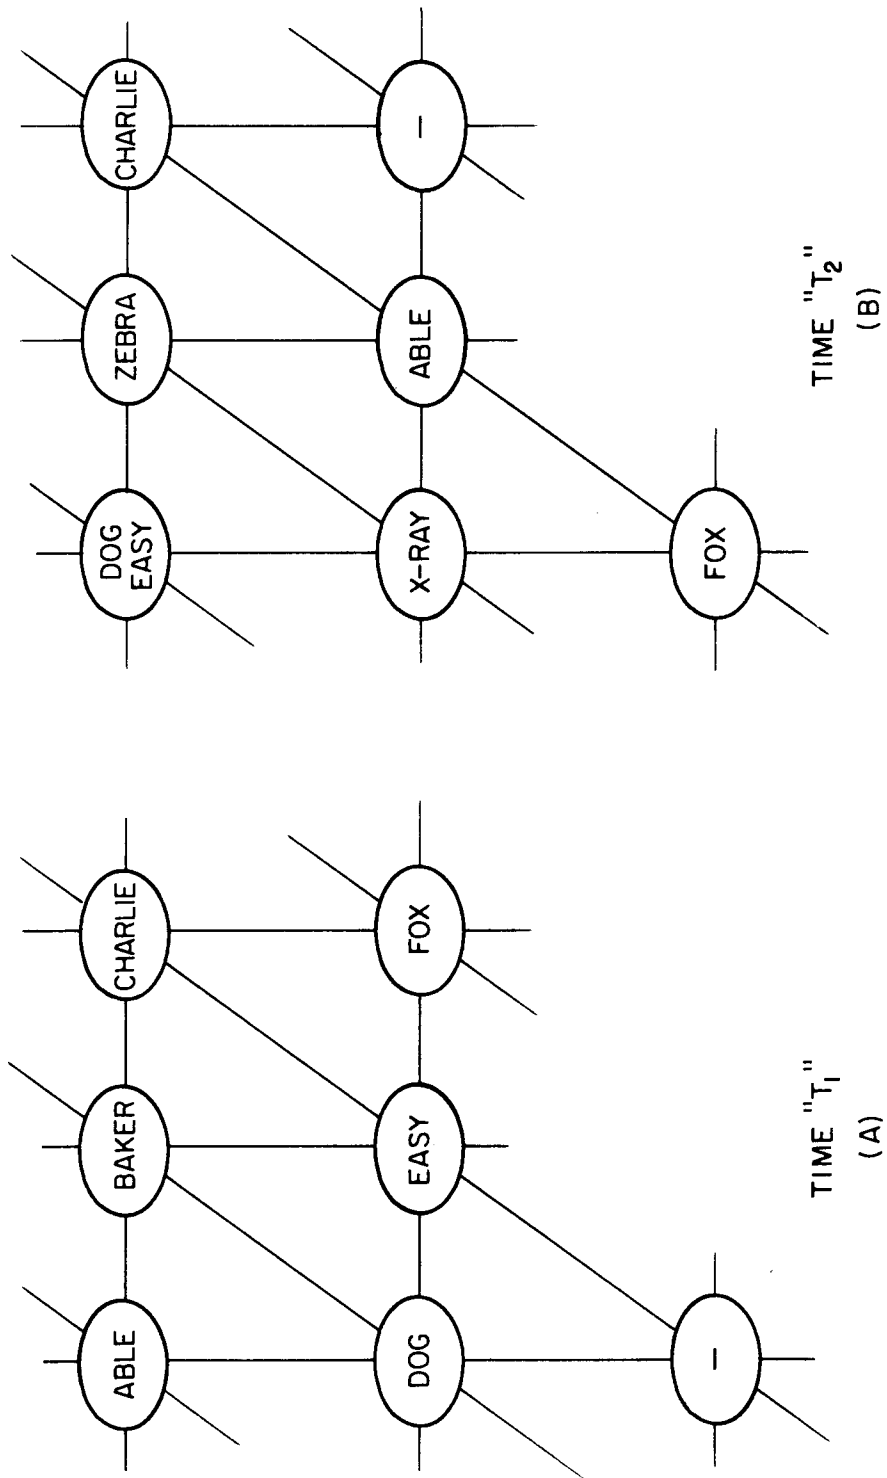 ABLE
BAKER
CHARLIE
DOG
EASY
FOX
—
TIME "T₁"
(A)
DOG
EASY
ZEBRA
CHARLIE
X-RAY
ABLE
—
FOX
TIME "T₂"
(B)